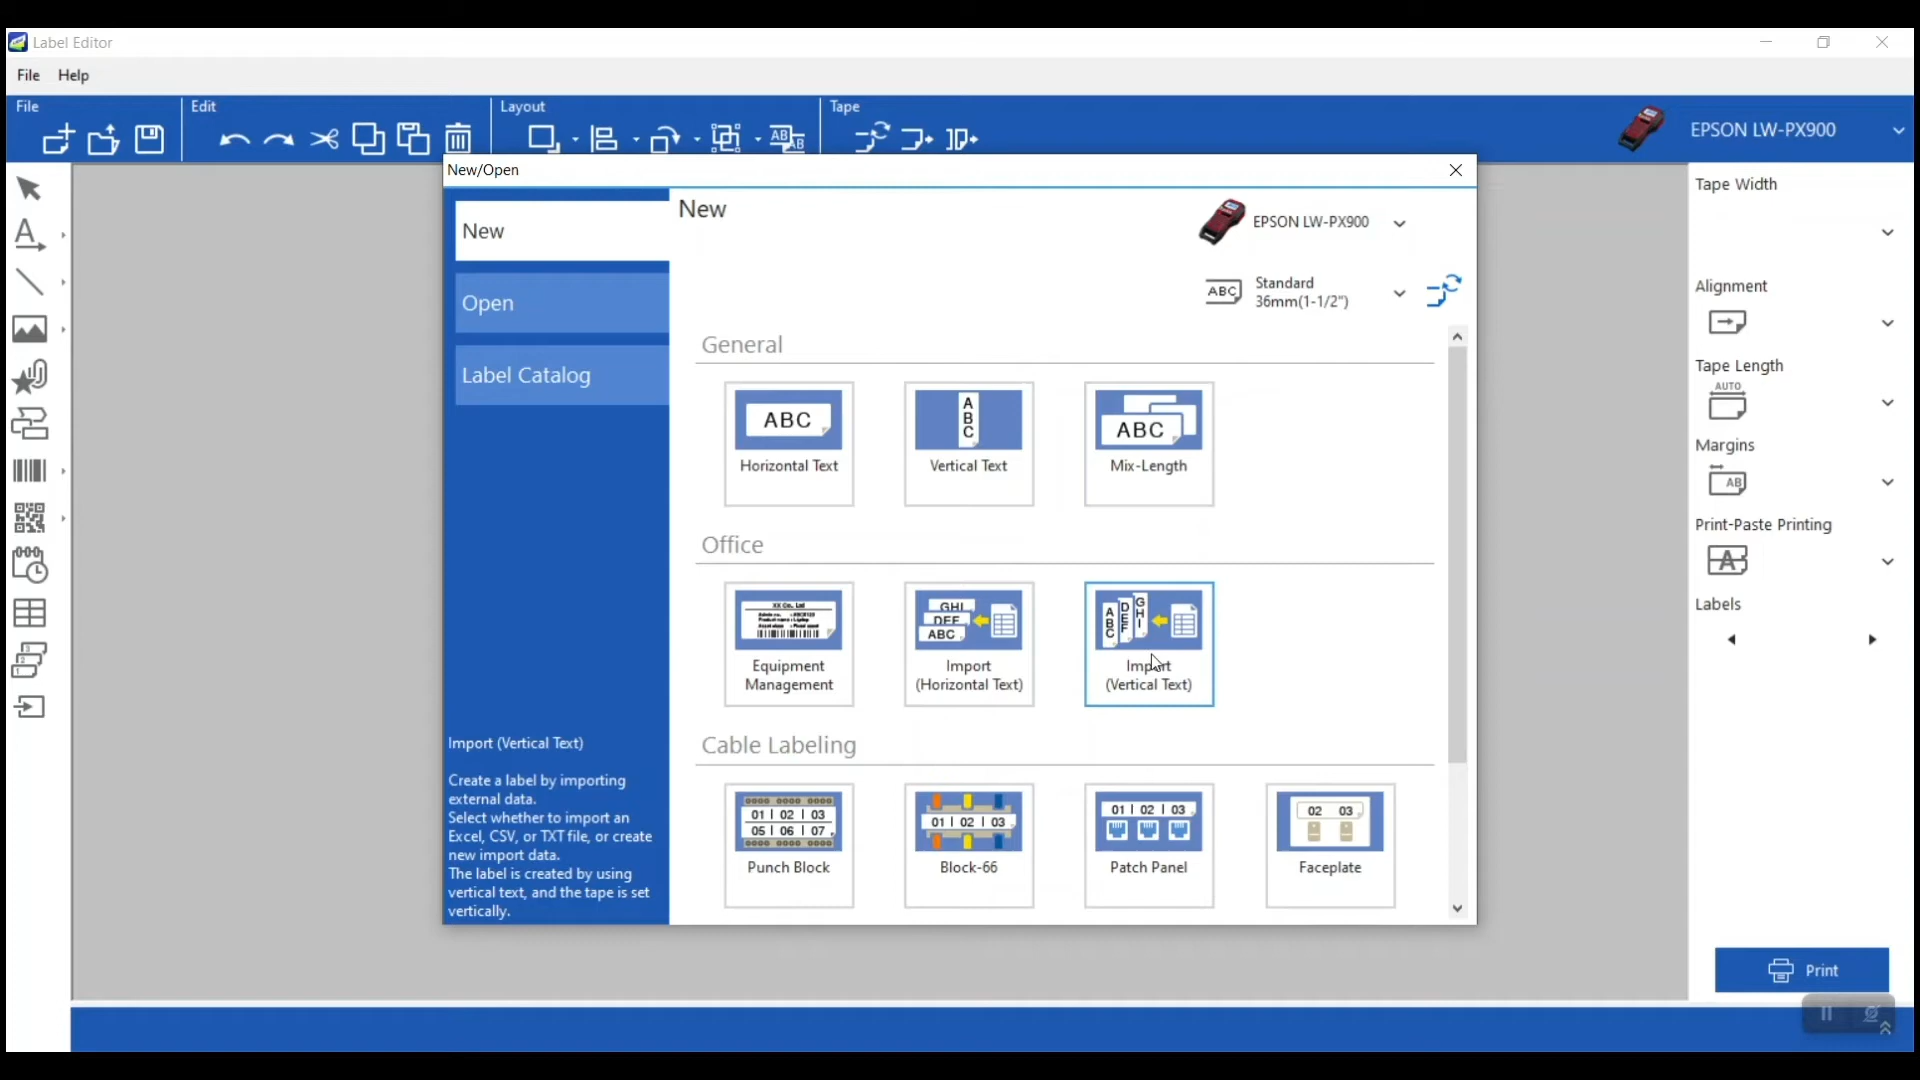 Label Editor
File Help
File Edit Layout Tape
EPSON LW-PX900
New/Open
New
Open
Label Catalog
Import (Vertical Text)
Create a label by importing
external data.
Select whether to import an
Excel, CSV, or TXT file, or create
new import data.
The label is created by using
vertical text, and the tape is set
vertically.
New
EPSON LW-PX900
ABC
Standard
36mm(1-1/2")
General
ABC
Horizontal Text
A
B
C
Vertical Text
ABC
Mix-Length
Office
XX Co., Ltd
Equipment
Management
GHI
DEF
ABC
Import
(Horizontal Text)
ABC
DEF
GHI
Import
(Vertical Text)
Cable Labeling
01 | 02 | 03
05 | 06 | 07
Punch Block
01 | 02 | 03
Block-66
01 | 02 | 03
Patch Panel
02 03
Faceplate
Tape Width
Alignment
Tape Length
AUTO
Margins
AB
Print-Paste Printing
A
Labels
Print